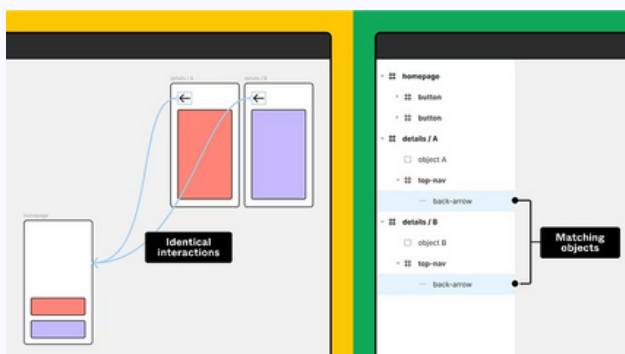 details / A
details / B
homepage
Identical
interactions
homepage
button
button
details / A
object A
top-nav
back-arrow
details / B
object B
top-nav
back-arrow
Matching
objects